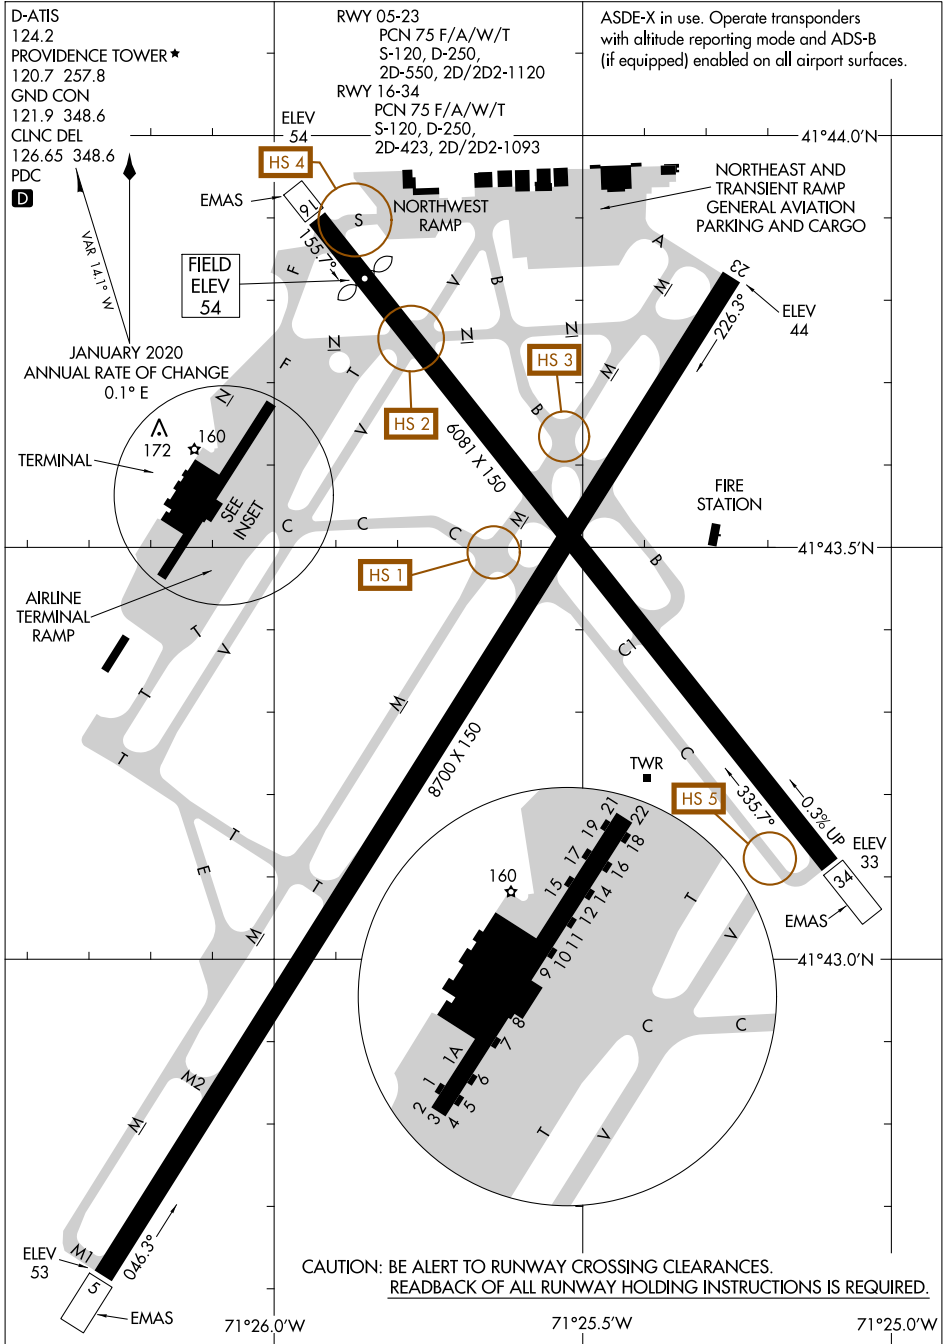 D-ATIS
124.2
PROVIDENCE TOWER★
120.7 257.8
GND CON
121.9 348.6
CLNC DEL
126.65 348.6
PDC
D
RWY 05-23
PCN 75 F/A/W/T
S-120, D-250,
2D-550, 2D/2D2-1120
RWY 16-34
PCN 75 F/A/W/T
S-120, D-250,
2D-423, 2D/2D2-1093
ASDE-X in use. Operate transponders
with altitude reporting mode and ADS-B
(if equipped) enabled on all airport surfaces.
VAR 14.1° W
JANUARY 2020
ANNUAL RATE OF CHANGE
0.1° E
ELEV
54
HS 4
EMAS
16
155.7°
S
NORTHWEST
RAMP
NORTHEAST AND
TRANSIENT RAMP
GENERAL AVIATION
PARKING AND CARGO
41°44.0'N
FIELD
ELEV
54
A
23
226.3°
ELEV
44
F
V
B
M
N
N
N
F
T
V
HS 2
HS 3
M
B
N
6081 X 150
172
160
TERMINAL
SEE
INSET
FIRE
STATION
C
C
C
M
HS 1
41°43.5'N
B
AIRLINE
TERMINAL
RAMP
T
V
C1
T
M
8700 X 150
T
C
TWR
HS 5
335.7°
0.3% UP
ELEV
33
34
EMAS
T
E
T
M
41°43.0'N
160
21
22
19
18
17
16
15
14
12
11
10
9
8
7
1A
6
5
4
3
2
1
T
V
C
C
T
V
M2
M
M1
046.3°
ELEV
53
5
EMAS
CAUTION: BE ALERT TO RUNWAY CROSSING CLEARANCES.
READBACK OF ALL RUNWAY HOLDING INSTRUCTIONS IS REQUIRED.
71°26.0'W
71°25.5'W
71°25.0'W